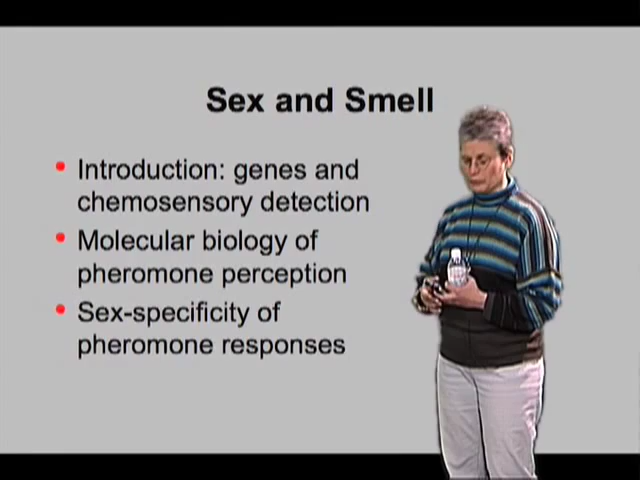 Sex and Smell
Introduction: genes and
chemosensory detection
Molecular biology of
pheromone perception
Sex-specificity of
pheromone responses